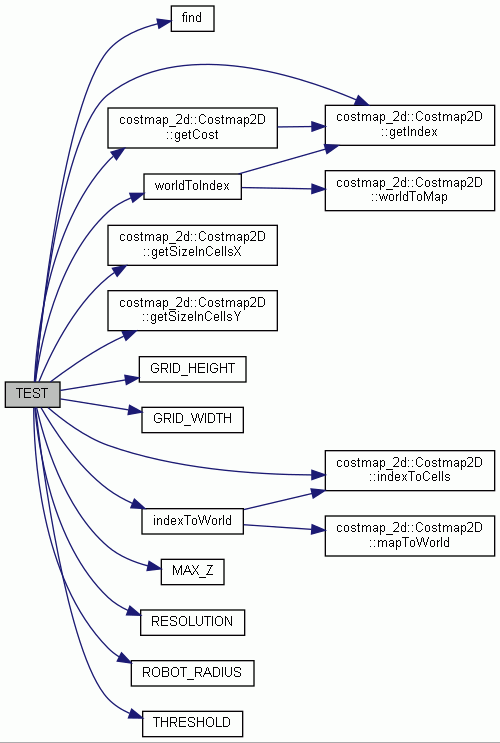 find
costmap_2d::Costmap2D
::getCost
costmap_2d::Costmap2D
::getIndex
worldToIndex
costmap_2d::Costmap2D
::worldToMap
costmap_2d::Costmap2D
::getSizeInCellsX
costmap_2d::Costmap2D
::getSizeInCellsY
GRID_HEIGHT
TEST
GRID_WIDTH
costmap_2d::Costmap2D
::indexToCells
indexToWorld
costmap_2d::Costmap2D
::mapToWorld
MAX_Z
RESOLUTION
ROBOT_RADIUS
THRESHOLD